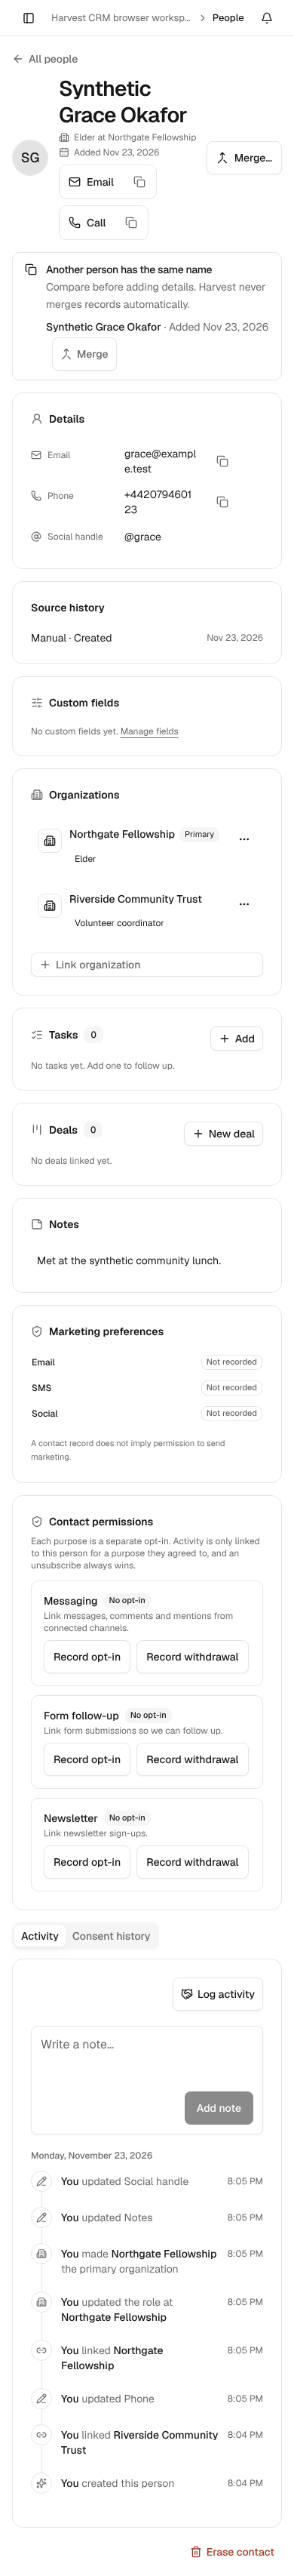 Harvest CRM browser worksp...
People
All people
SG
Synthetic
Grace Okafor
Elder at Northgate Fellowship
Added Nov 23, 2026
Merge...
Email
Call
Another person has the same name
Compare before adding details. Harvest never
merges records automatically.
Synthetic Grace Okafor · Added Nov 23, 2026
Merge
Details
Email
grace@exampl
e.test
Phone
+4420794601
23
Social handle
@grace
Source history
Manual · Created
Nov 23, 2026
Custom fields
No custom fields yet. Manage fields
Organizations
Northgate Fellowship Primary
Elder
Riverside Community Trust
Volunteer coordinator
Link organization
Tasks 0
Add
No tasks yet. Add one to follow up.
Deals 0
New deal
No deals linked yet.
Notes
Met at the synthetic community lunch.
Marketing preferences
Email Not recorded
SMS Not recorded
Social Not recorded
A contact record does not imply permission to send
marketing.
Contact permissions
Each purpose is a separate opt-in. Activity is only linked
to this person for a purpose they agreed to, and an
unsubscribe always wins.
Messaging No opt-in
Link messages, comments and mentions from
connected channels.
Record opt-in Record withdrawal
Form follow-up No opt-in
Link form submissions so we can follow up.
Record opt-in Record withdrawal
Newsletter No opt-in
Link newsletter sign-ups.
Record opt-in Record withdrawal
Activity Consent history
Log activity
Write a note...
Add note
Monday, November 23, 2026
You updated Social handle 8:05 PM
You updated Notes 8:05 PM
You made Northgate Fellowship 8:05 PM
the primary organization
You updated the role at 8:05 PM
Northgate Fellowship
You linked Northgate 8:05 PM
Fellowship
You updated Phone 8:05 PM
You linked Riverside Community 8:04 PM
Trust
You created this person 8:04 PM
Erase contact